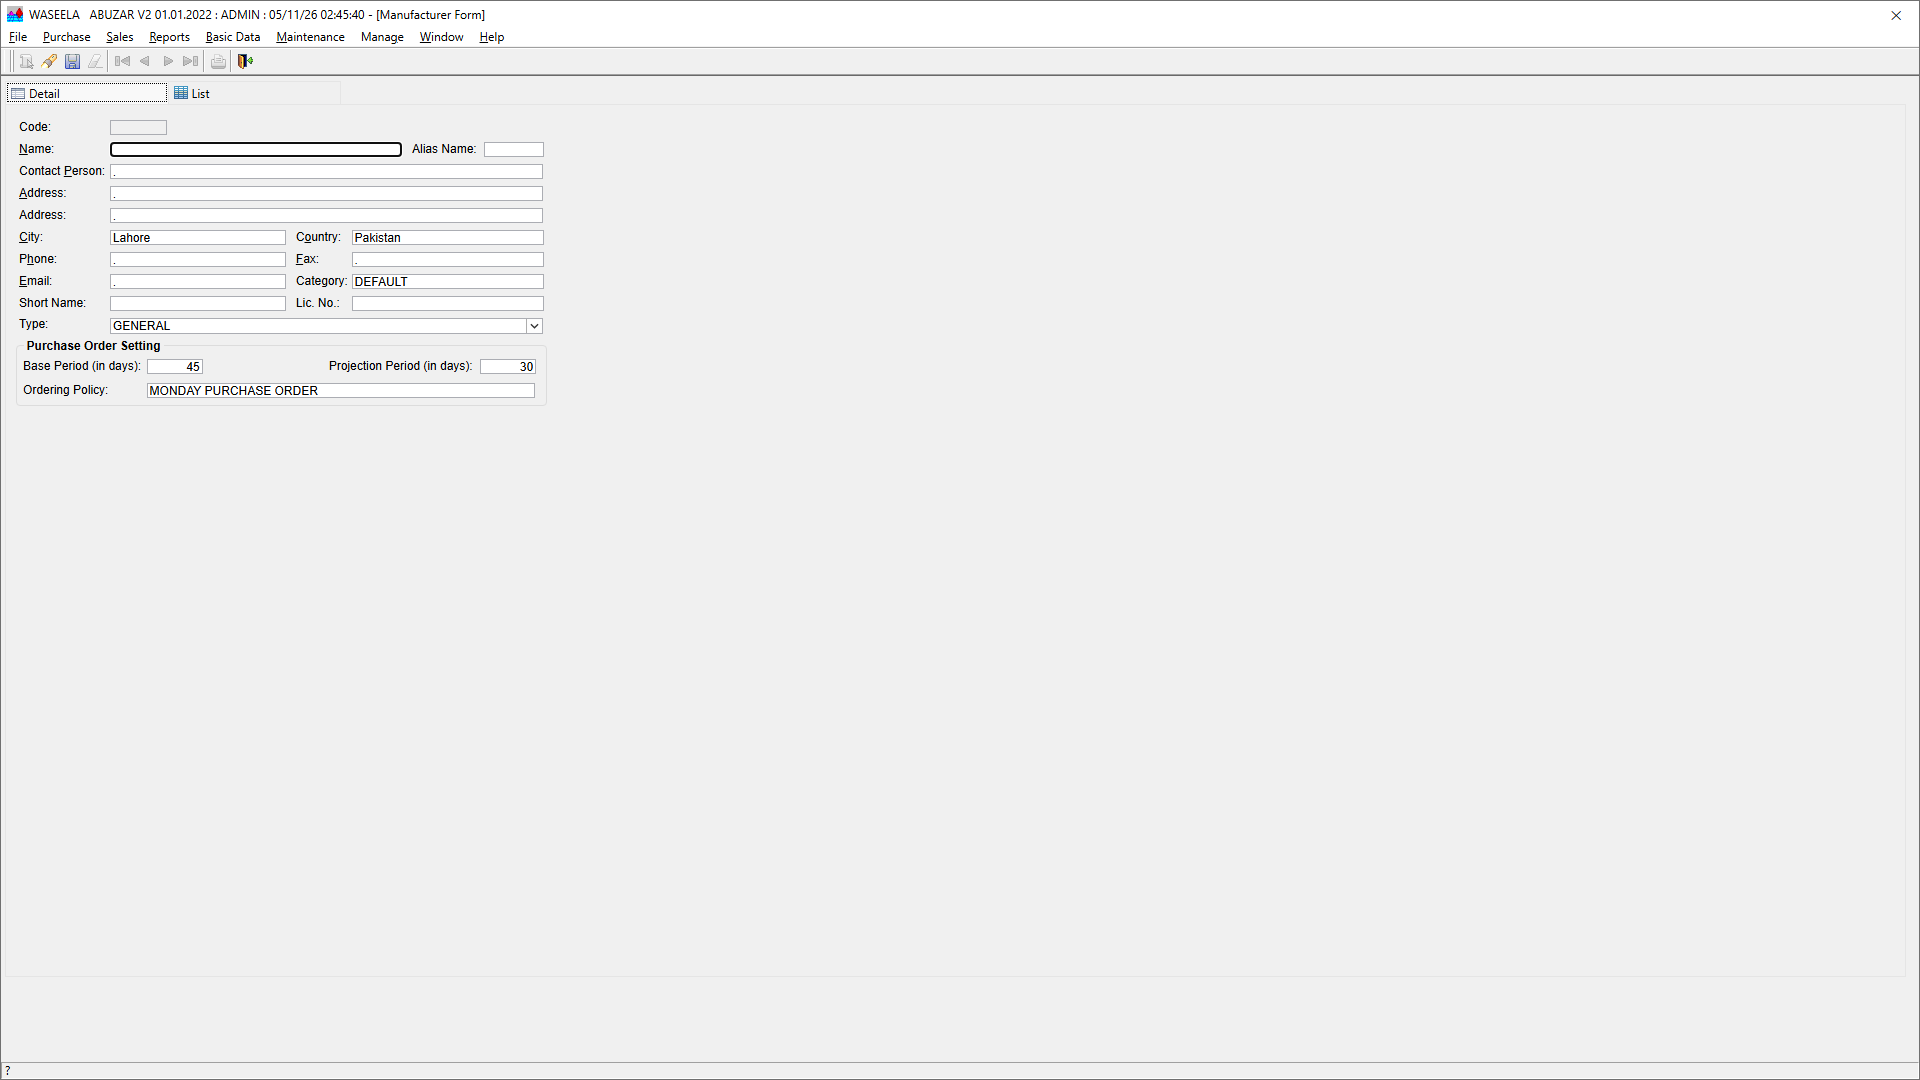 WASEELA ABUZAR V2 01.01.2022 : ADMIN : 05/11/26 02:45:40 - [Manufacturer Form]
File Purchase Sales Reports Basic Data Maintenance Manage Window Help
Detail List
Code:
Name: Alias Name:
Contact Person: .
Address: .
Address: .
City: Lahore Country: Pakistan
Phone: . Fax: .
Email: . Category: DEFAULT
Short Name: Lic. No.:
Type: GENERAL
Purchase Order Setting
Base Period (in days): 45 Projection Period (in days): 30
Ordering Policy: MONDAY PURCHASE ORDER
?